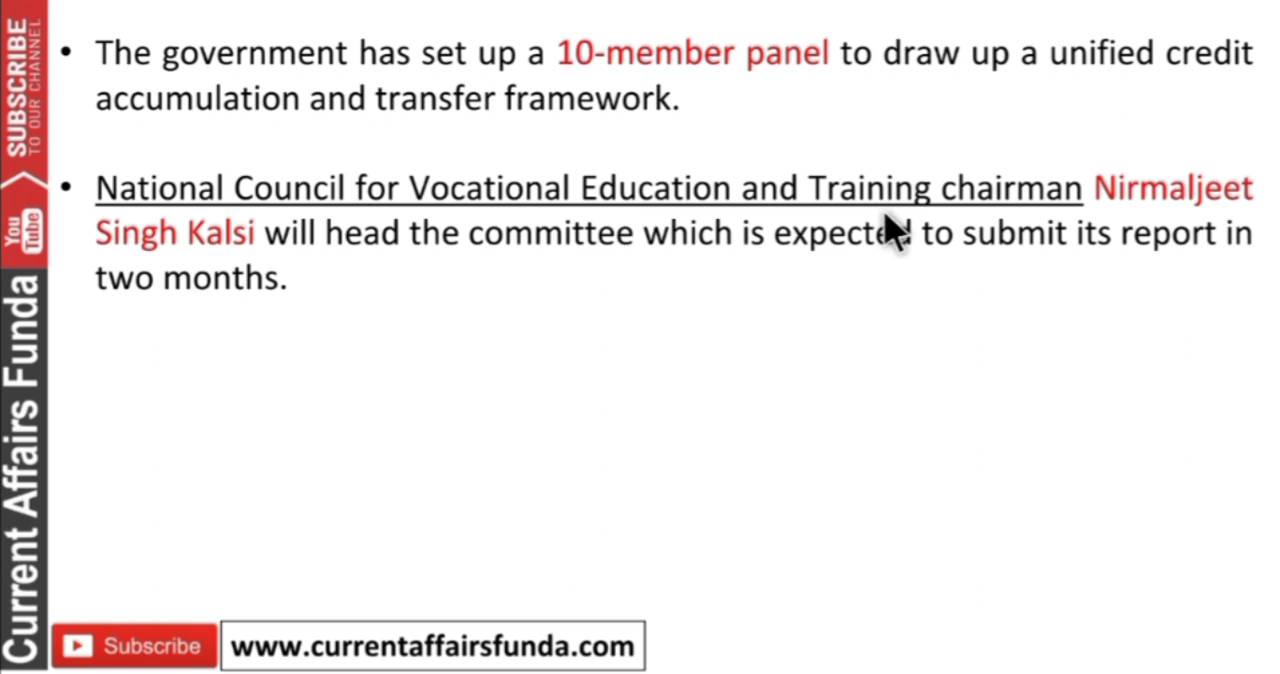 • The government has set up a 10-member panel to draw up a unified credit
accumulation and transfer framework.
• National Council for Vocational Education and Training chairman Nirmaljeet
Singh Kalsi will head the committee which is expected to submit its report in
two months.
SUBSCRIBE
TO OUR CHANNEL
You
Tube
Current Affairs Funda
Subscribe
www.currentaffairsfunda.com